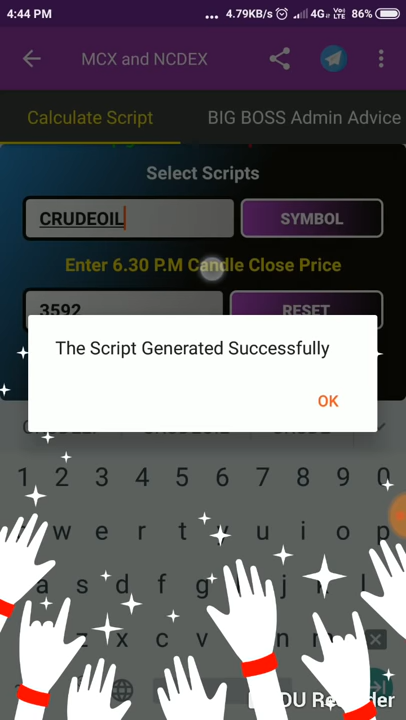 4:44 PM ... 4.79KB/s 4G Vo) LTE 86%
MCX and NCDEX
Calculate Script BIG BOSS Admin Advice
Select Scripts
CRUDEOIL SYMBOL
Enter 6.30 P.M Candle Close Price
3592 RESET
The Script Generated Successfully
OK
1 2 3 4 5 6 7 8 9 0
w e r t y u i o p
a s d f g j k l
z x c v n m